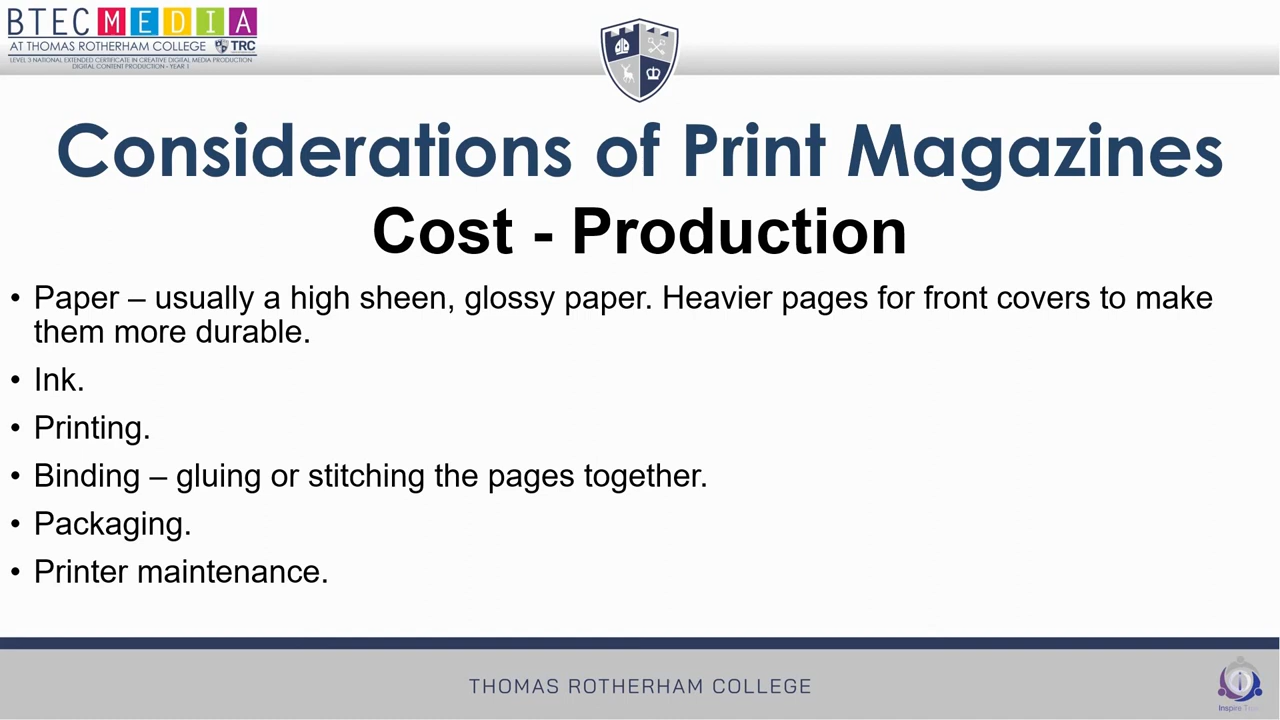 BTEC MEDIA
AT THOMAS ROTHERHAM COLLEGE TRC
LEVEL 3 NATIONAL EXTENDED CERTIFICATE IN CREATIVE DIGITAL MEDIA PRODUCTION
DIGITAL CONTENT PRODUCTION - YEAR 1
Considerations of Print Magazines
Cost - Production
• Paper – usually a high sheen, glossy paper. Heavier pages for front covers to make
them more durable.
• Ink.
• Printing.
• Binding – gluing or stitching the pages together.
• Packaging.
• Printer maintenance.
THOMAS ROTHERHAM COLLEGE
Inspire